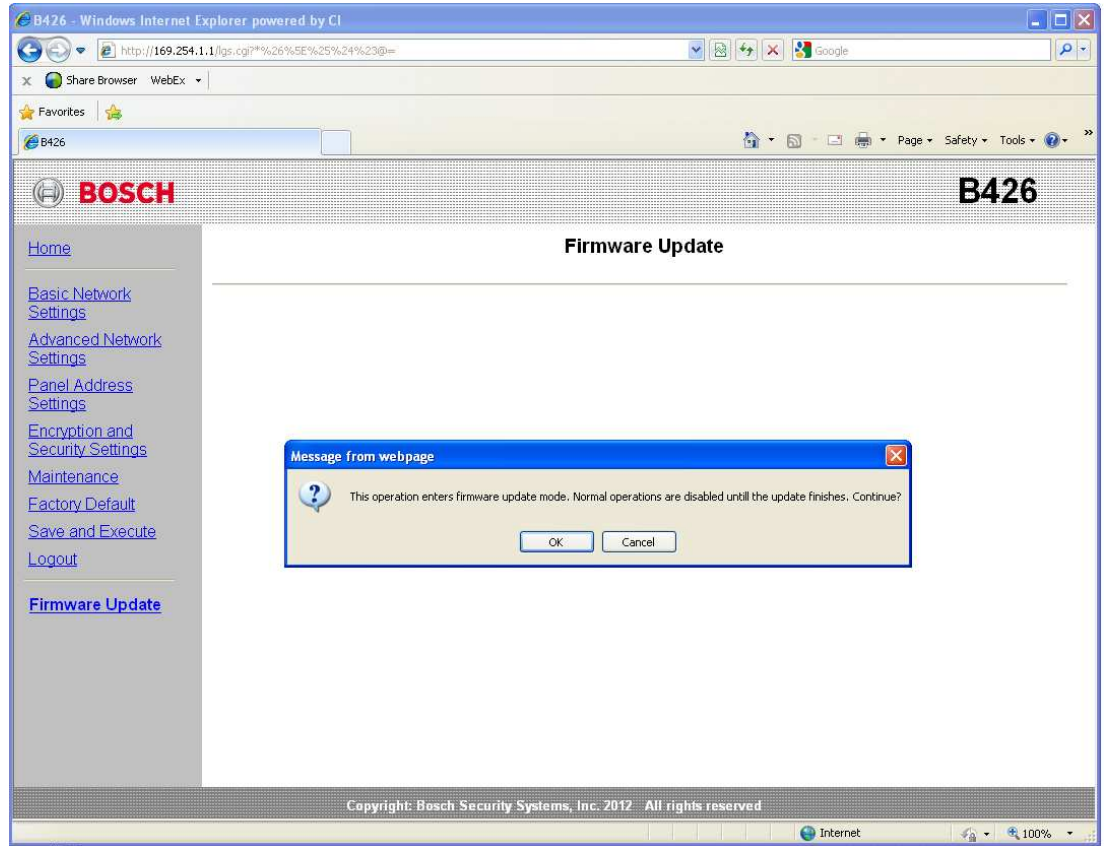 B426 - Windows Internet Explorer powered by CI
http://169.254.1.1/lgs.cgi?*%26%5E%25%24%23@=
Google
x Share Browser WebEx
Favorites
B426
Page Safety Tools »
BOSCH
B426
Home
Firmware Update
Basic Network
Settings
Advanced Network
Settings
Panel Address
Settings
Encryption and
Security Settings
Maintenance
Factory Default
Save and Execute
Logout
Firmware Update
Message from webpage
This operation enters firmware update mode. Normal operations are disabled untill the update finishes. Continue?
OK Cancel
Copyright: Bosch Security Systems, Inc. 2012 All rights reserved
Internet 100%